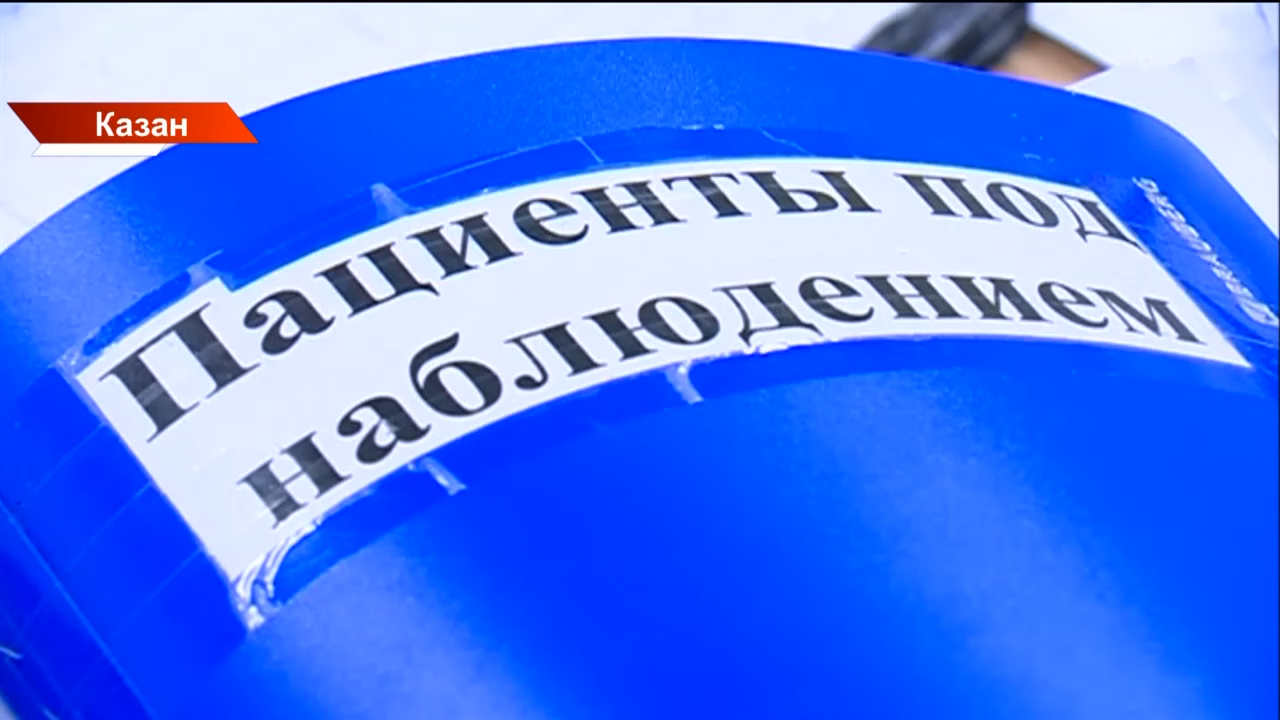 Казан
Пациенты под
наблюдением